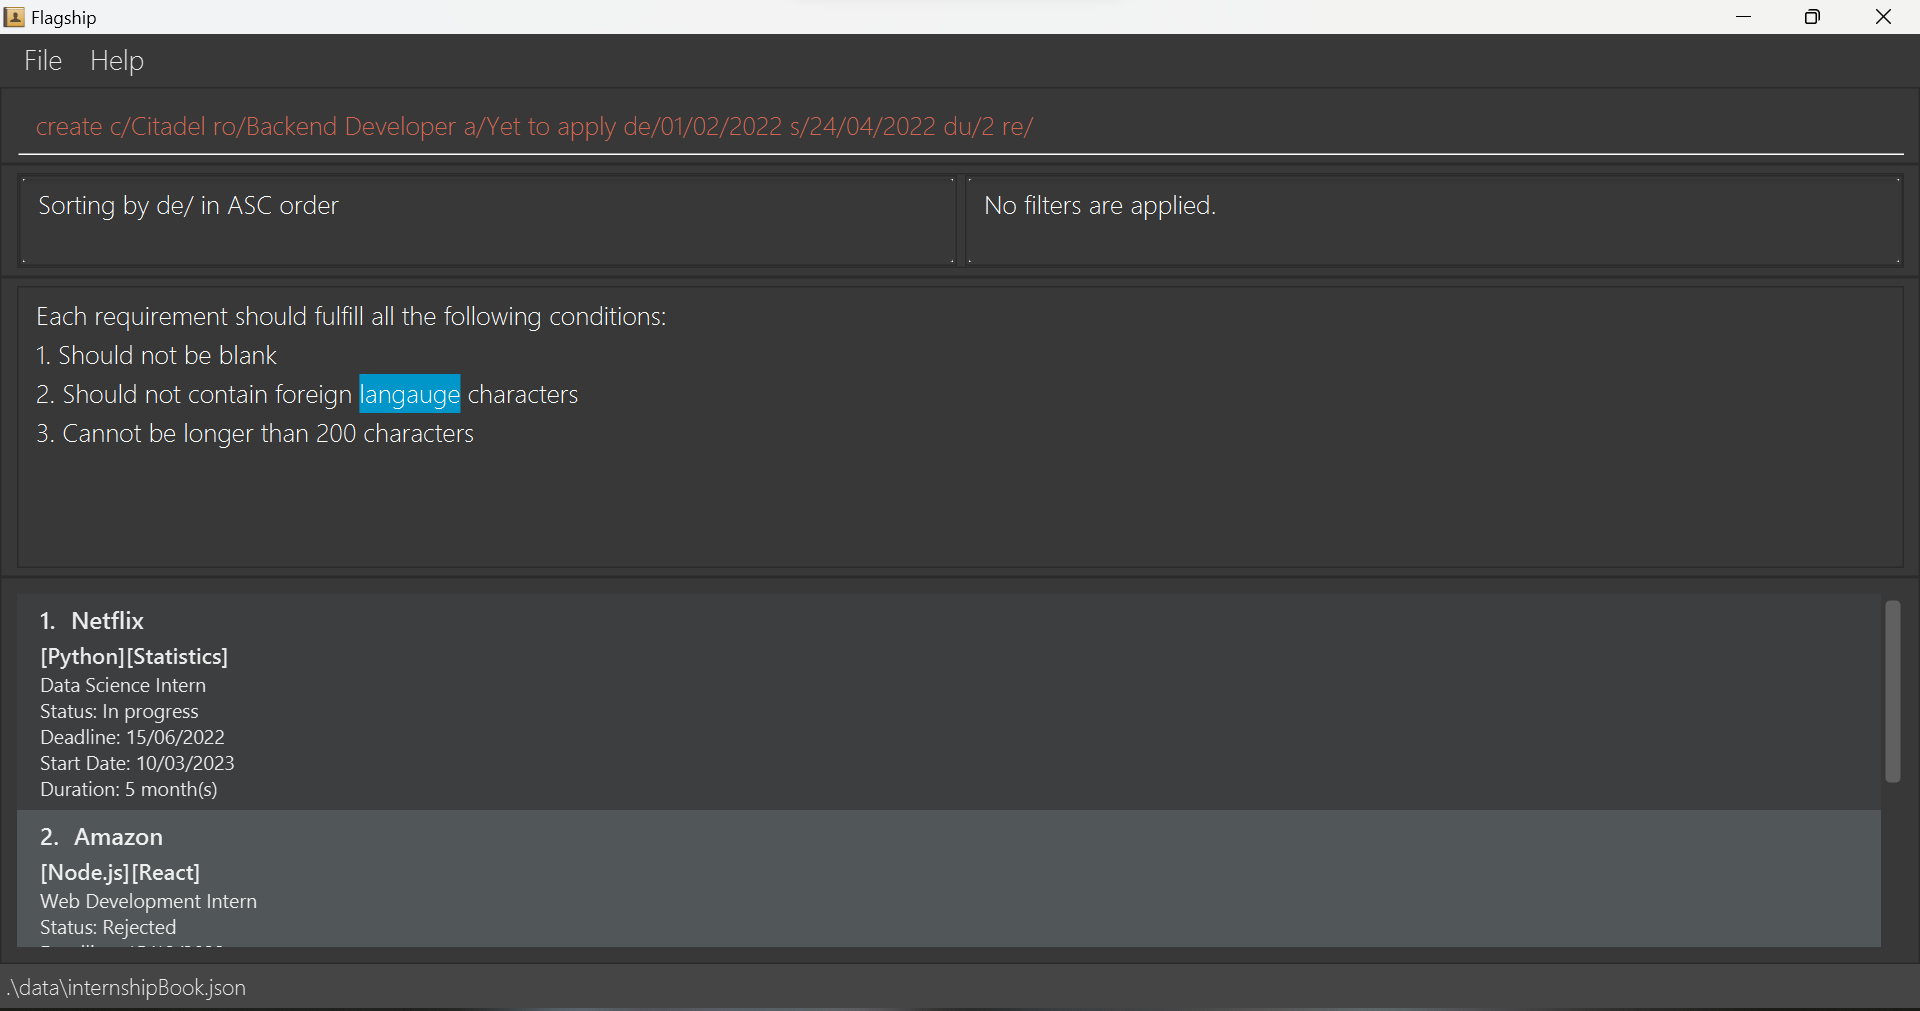 Flagship
File Help
create c/Citadel ro/Backend Developer a/Yet to apply de/01/02/2022 s/24/04/2022 du/2 re/
Sorting by de/ in ASC order
No filters are applied.
Each requirement should fulfill all the following conditions:
1. Should not be blank
2. Should not contain foreign langauge characters
3. Cannot be longer than 200 characters
1. Netflix
[Python][Statistics]
Data Science Intern
Status: In progress
Deadline: 15/06/2022
Start Date: 10/03/2023
Duration: 5 month(s)
2. Amazon
[Node.js][React]
Web Development Intern
Status: Rejected
.\data\internshipBook.json